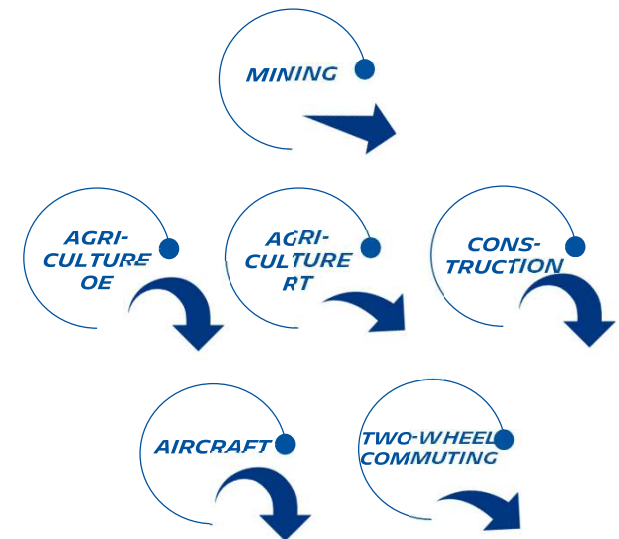 MINING
AGRI-
CULTURE
OE
AGRI-
CULTURE
RT
CONS-
TRUCTION
AIRCRAFT
TWO-WHEEL
COMMUTING